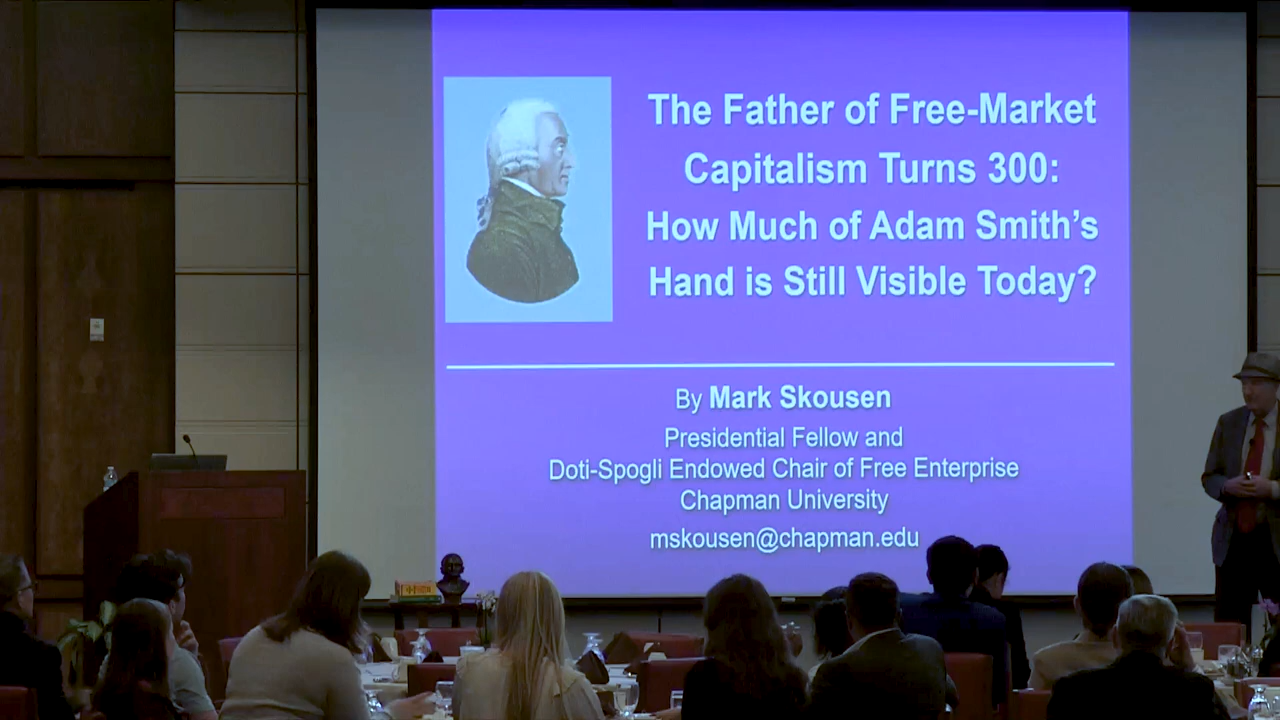 The Father of Free-Market
Capitalism Turns 300:
How Much of Adam Smith's
Hand is Still Visible Today?
By Mark Skousen
Presidential Fellow and
Doti-Spogli Endowed Chair of Free Enterprise
Chapman University
mskousen@chapman.edu